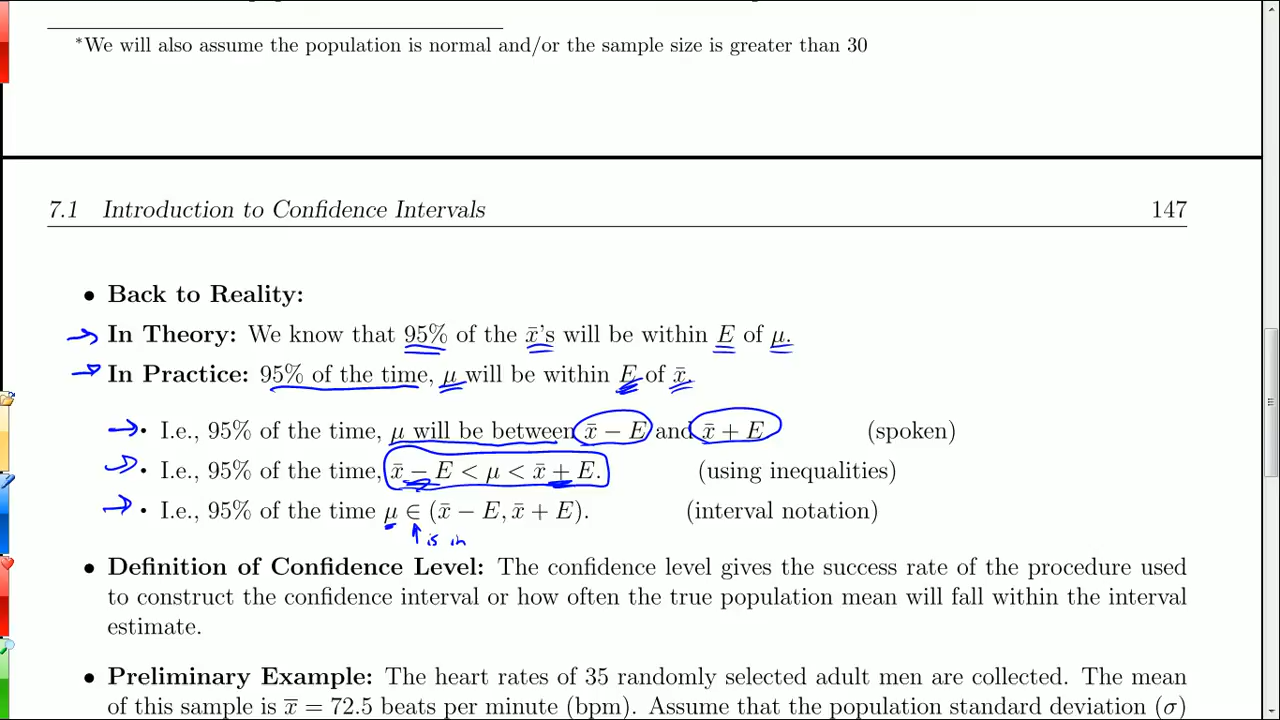 *We will also assume the population is normal and/or the sample size is greater than 30
7.1 Introduction to Confidence Intervals 147
• Back to Reality:
In Theory: We know that 95% of the x̄'s will be within E of μ.
In Practice: 95% of the time, μ will be within E of x̄.
• I.e., 95% of the time, μ will be between x̄ − E and x̄ + E (spoken)
• I.e., 95% of the time, x̄ − E < μ < x̄ + E. (using inequalities)
• I.e., 95% of the time μ ∈ (x̄ − E, x̄ + E). (interval notation)
is in
• Definition of Confidence Level: The confidence level gives the success rate of the procedure used
to construct the confidence interval or how often the true population mean will fall within the interval
estimate.
• Preliminary Example: The heart rates of 35 randomly selected adult men are collected. The mean
of this sample is x̄ = 72.5 beats per minute (bpm). Assume that the population standard deviation (σ)